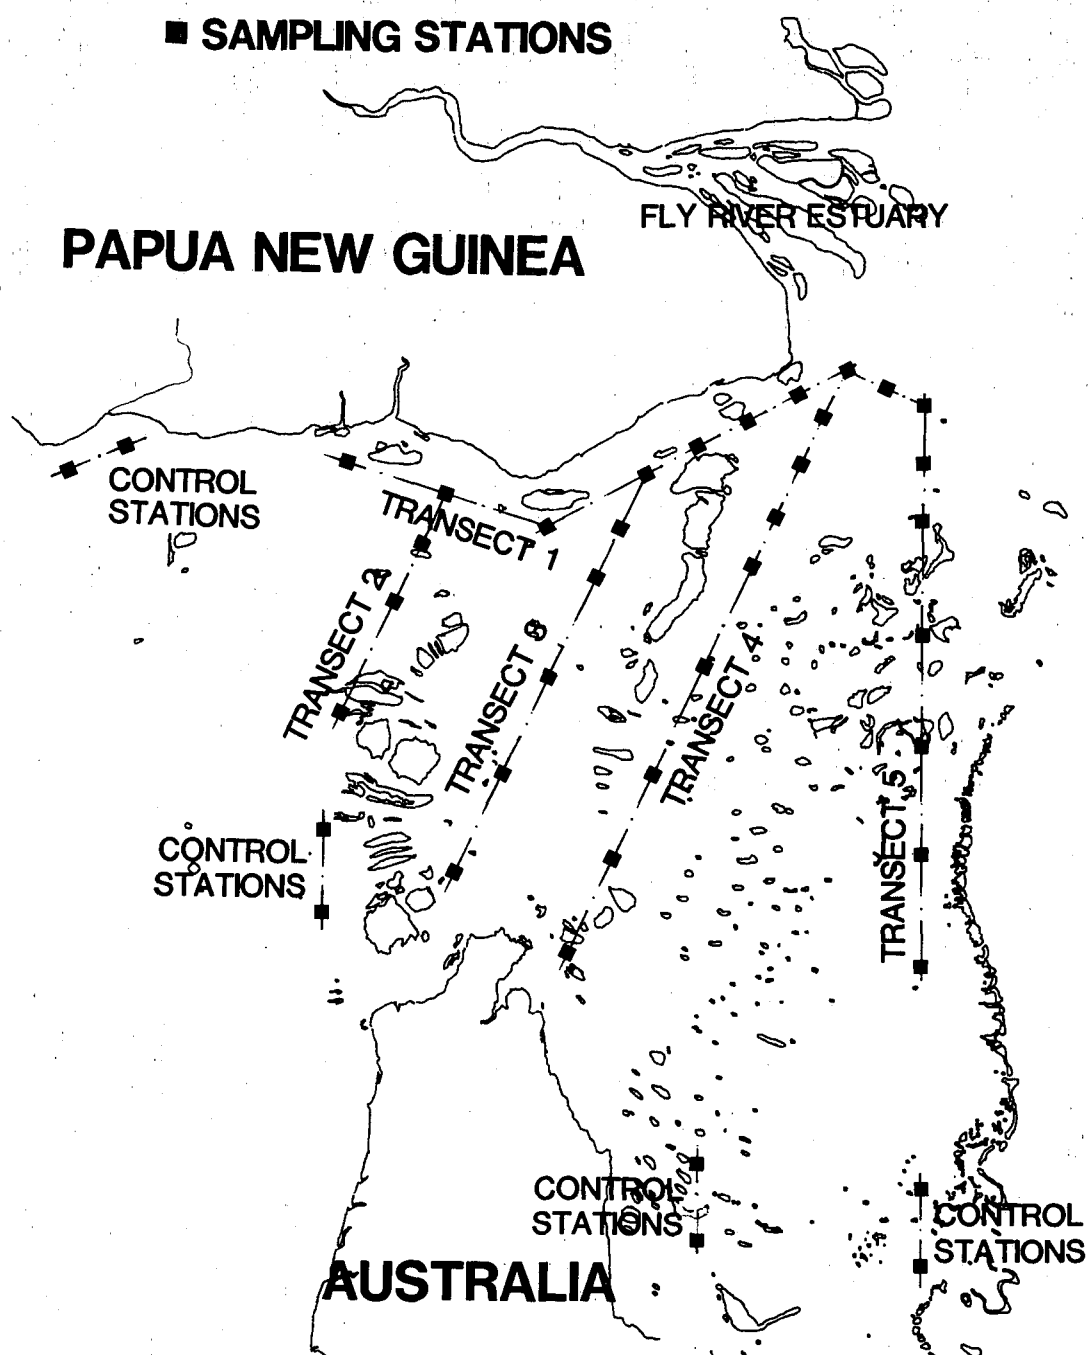 ■ SAMPLING STATIONS
FLY RIVER ESTUARY
PAPUA NEW GUINEA
CONTROL
STATIONS
TRANSECT 1
TRANSECT 2
TRANSECT 3
TRANSECT 4
TRANSECT 5
CONTROL
STATIONS
CONTROL
STATIONS
CONTROL
STATIONS
AUSTRALIA